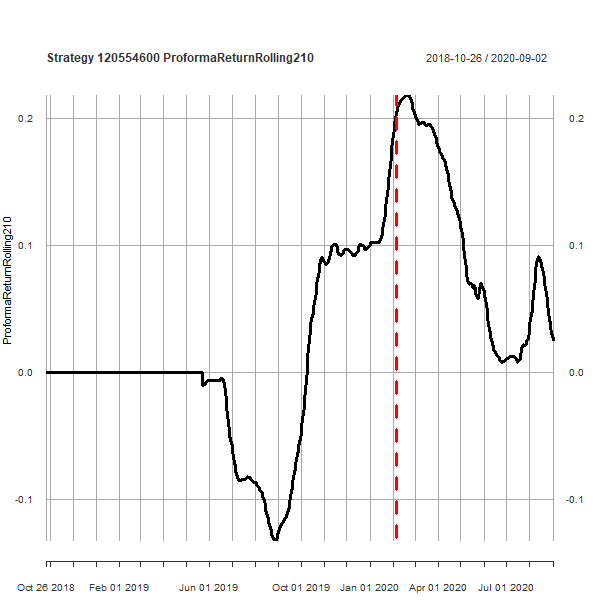 Strategy 120554600 ProformaReturnRolling210
2018-10-26 / 2020-09-02
ProformaReturnRolling210
0.2
0.1
0.0
-0.1
0.2
0.1
0.0
-0.1
Oct 26 2018
Feb 01 2019
Jun 01 2019
Oct 01 2019
Jan 01 2020
Apr 01 2020
Jul 01 2020